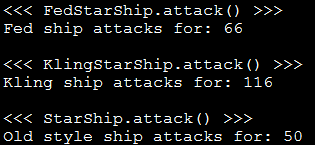 <<< FedStarShip.attack() >>>
Fed ship attacks for: 66
<<< KlingStarShip.attack() >>>
Kling ship attacks for: 116
<<< StarShip.attack() >>>
Old style ship attacks for: 50